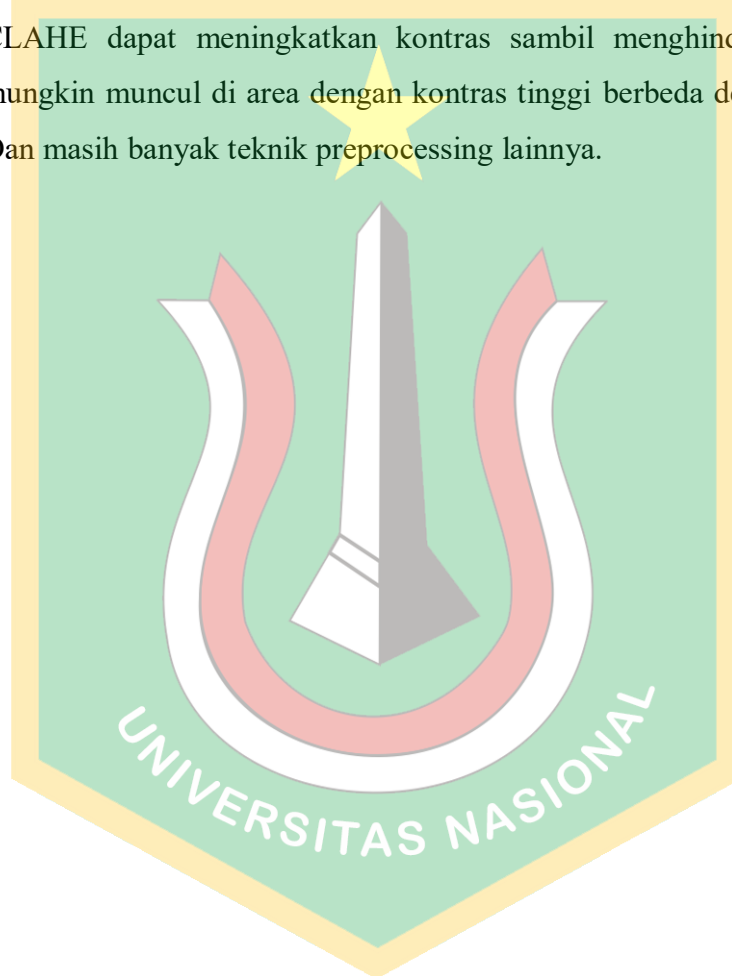 CLAHE dapat meningkatkan kontras sambil
mungkin muncul di area dengan kontras tinggi berbeda
Dan masih banyak teknik preprocessing lainnya.
UNIVERSITAS NASIONAL